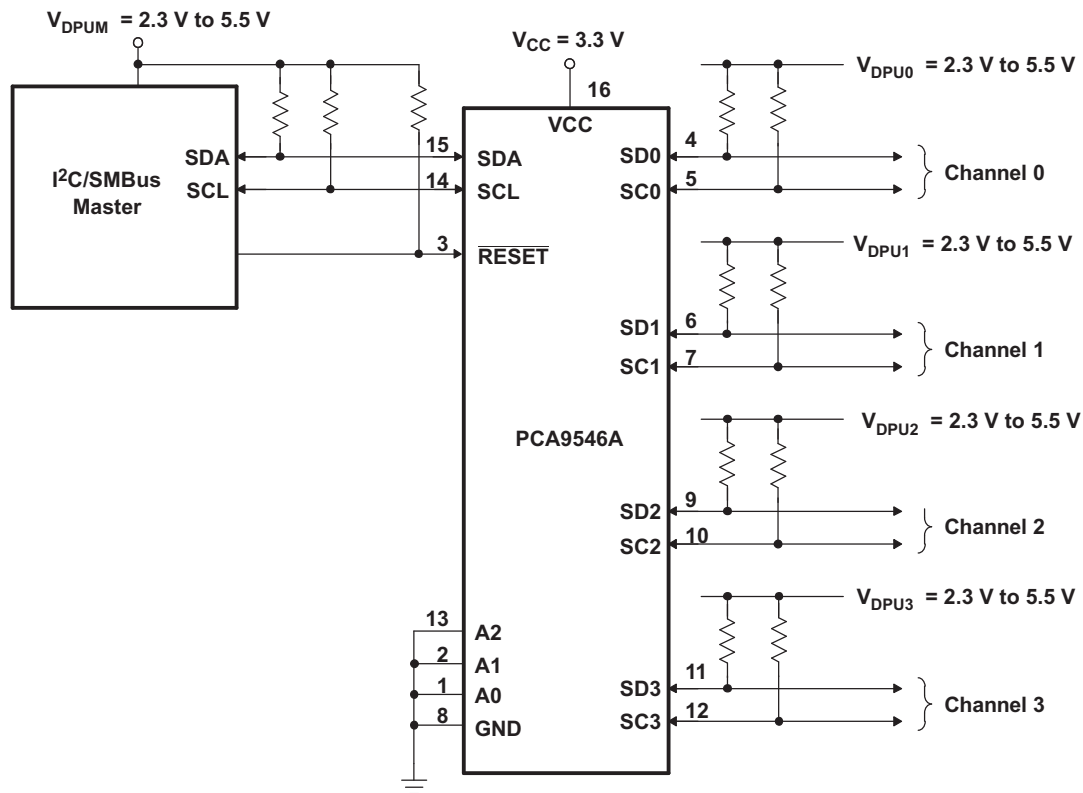 V_DPUM = 2.3 V to 5.5 V
V_CC = 3.3 V
16
VCC
I²C/SMBus
Master
SDA
SCL
15
14
3
SDA
SCL
RESET
PCA9546A
13
2
1
8
A2
A1
A0
GND
V_DPU0 = 2.3 V to 5.5 V
SD0
4
SC0
5
Channel 0
V_DPU1 = 2.3 V to 5.5 V
SD1
6
SC1
7
Channel 1
V_DPU2 = 2.3 V to 5.5 V
SD2
9
SC2
10
Channel 2
V_DPU3 = 2.3 V to 5.5 V
SD3
11
SC3
12
Channel 3